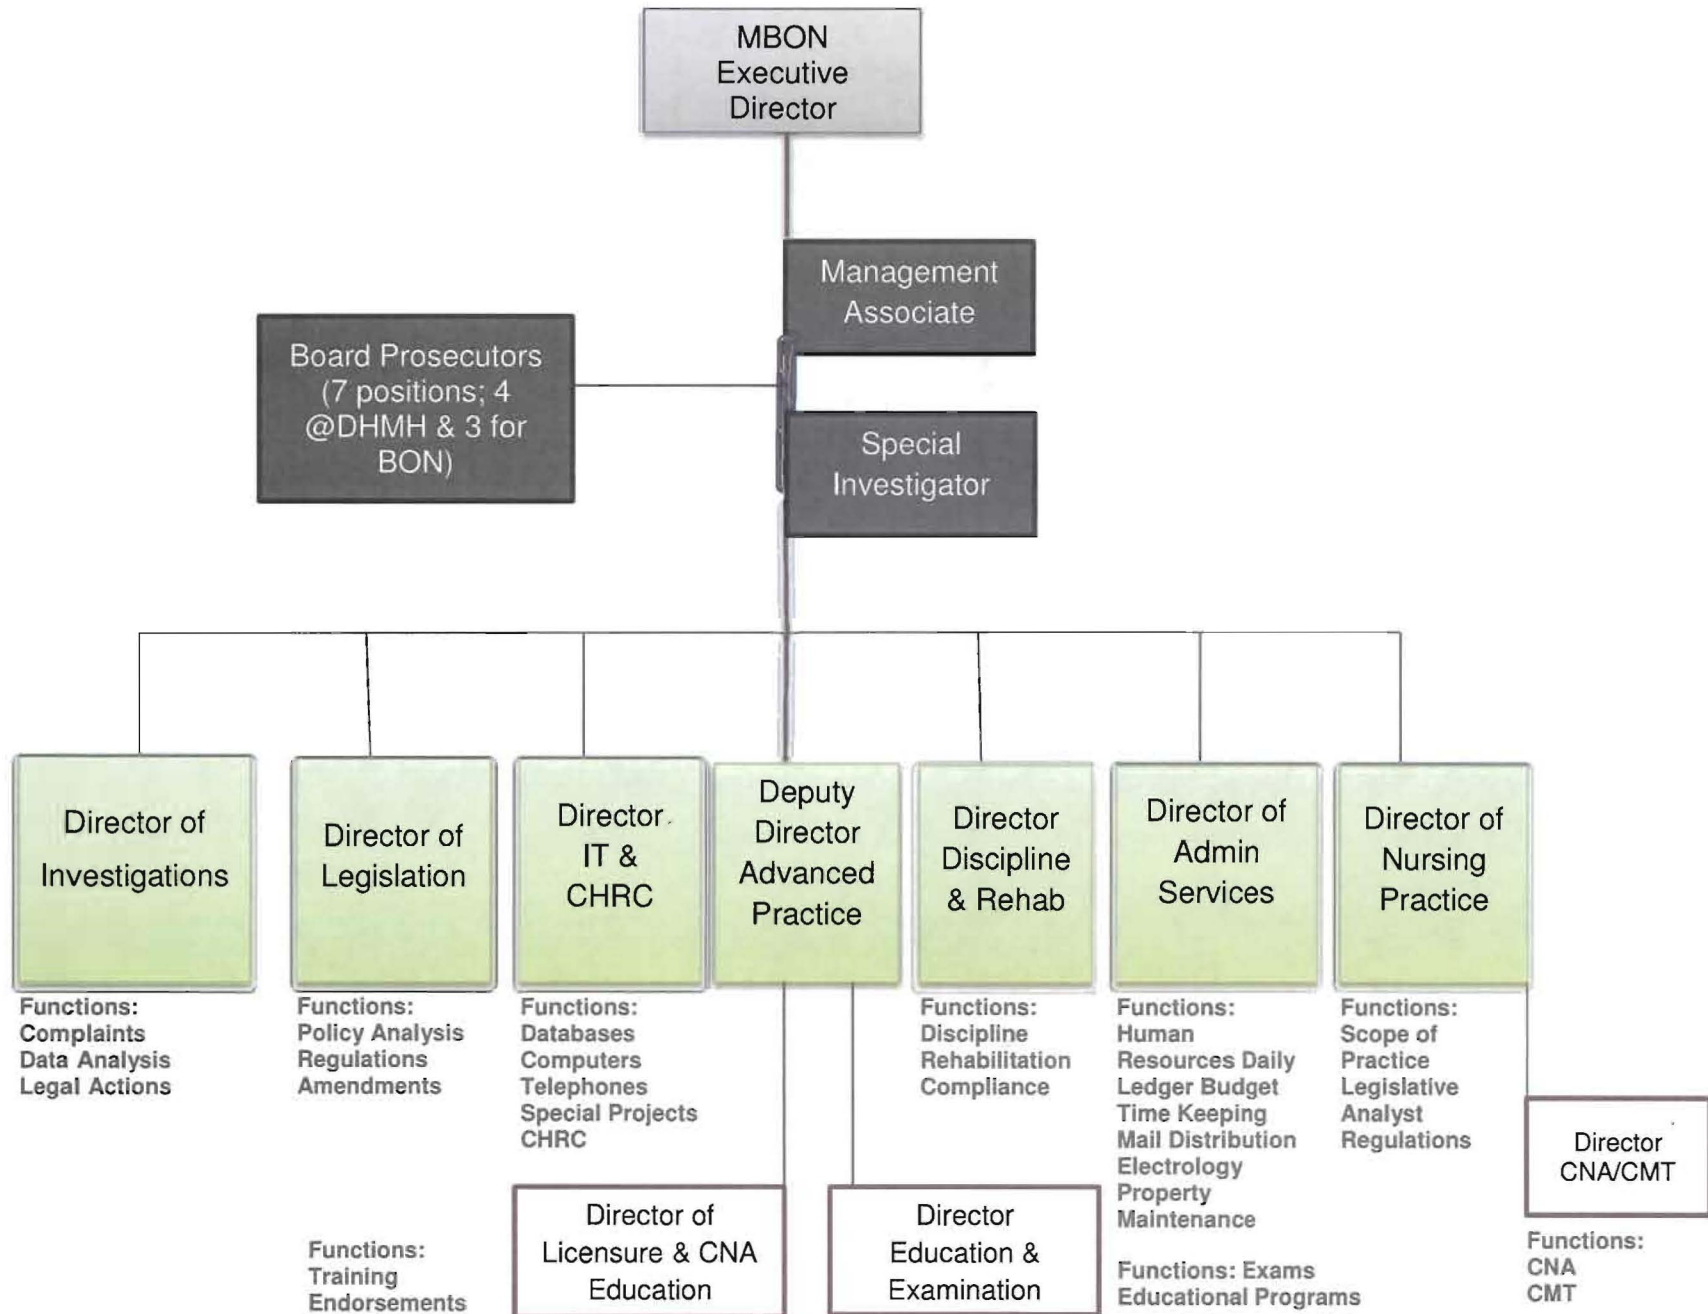 MBON
Executive
Director
Management
Associate
Board Prosecutors
(7 positions; 4
@DHMH & 3 for
BON)
Special
Investigator
Director of
Investigations
Functions:
Complaints
Data Analysis
Legal Actions
Director of
Legislation
Functions:
Policy Analysis
Regulations
Amendments
Director
IT &
CHRC
Functions:
Databases
Computers
Telephones
Special Projects
CHRC
Deputy
Director
Advanced
Practice
Director
Discipline
& Rehab
Functions:
Discipline
Rehabilitation
Compliance
Director of
Admin
Services
Functions:
Human
Resources Daily
Ledger Budget
Time Keeping
Mail Distribution
Electrology
Property
Maintenance
Director of
Nursing
Practice
Functions:
Scope of
Practice
Legislative
Analyst
Regulations
Director
CNA/CMT
Functions:
CNA
CMT
Functions:
Training
Endorsements
Director of
Licensure & CNA
Education
Director
Education &
Examination
Functions: Exams
Educational Programs